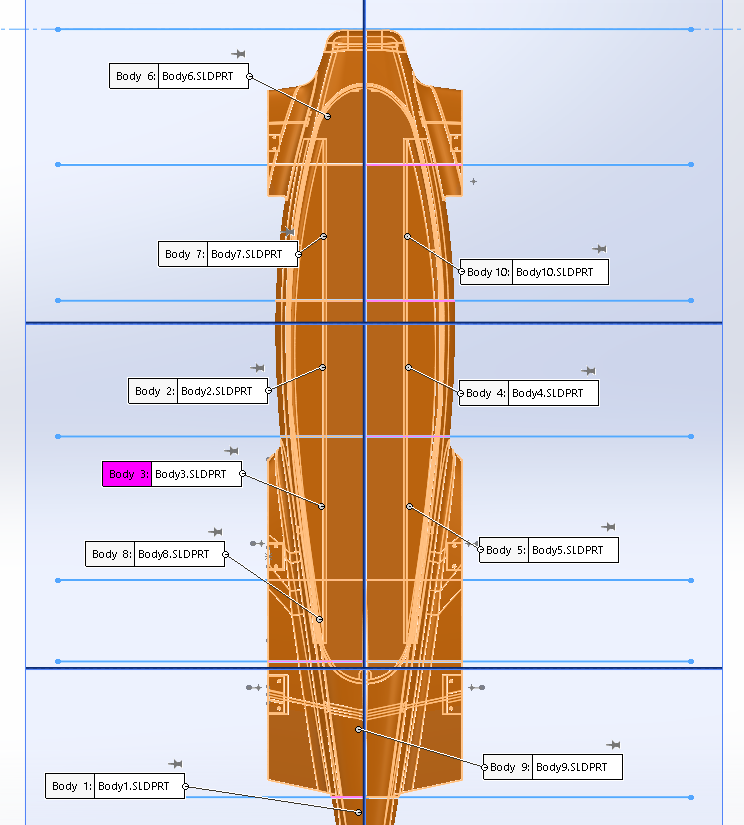 Body 6: Body6.SLDPRT
Body 7: Body7.SLDPRT
Body 10: Body10.SLDPRT
Body 2: Body2.SLDPRT
Body 4: Body4.SLDPRT
Body 3: Body3.SLDPRT
Body 8: Body8.SLDPRT
Body 5: Body5.SLDPRT
Body 9: Body9.SLDPRT
Body 1: Body1.SLDPRT